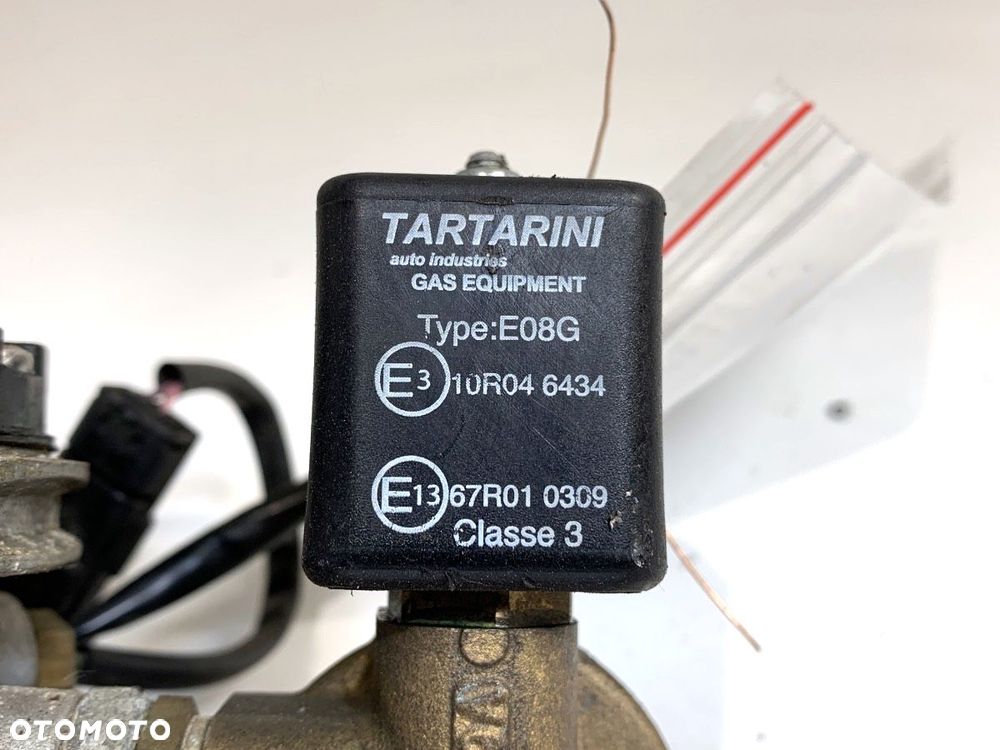 TARTARINI
auto industries
GAS EQUIPMENT
Type:E08G
E3 10R04 6434
E13 67R01 0309
Classe 3
OTOMOTO